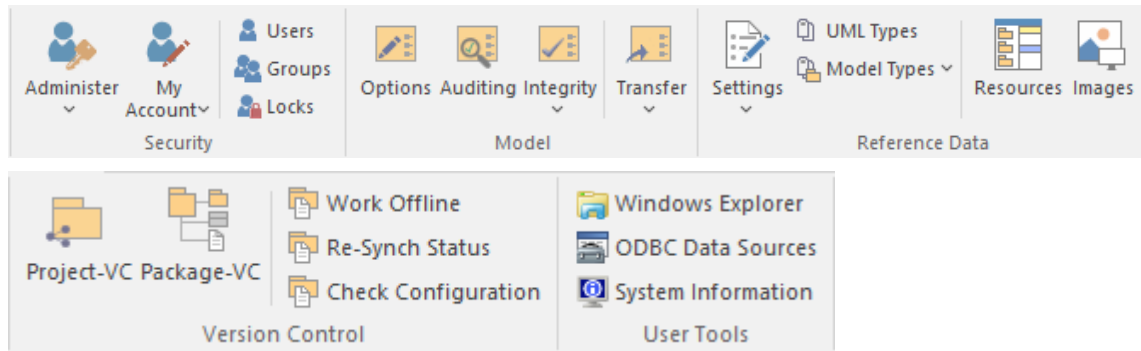 Administer
My
Account
Users
Groups
Locks
Security
Options
Auditing
Integrity
Transfer
Model
Settings
UML Types
Model Types
Resources
Images
Reference Data
Project-VC
Package-VC
Work Offline
Re-Synch Status
Check Configuration
Version Control
Windows Explorer
ODBC Data Sources
System Information
User Tools